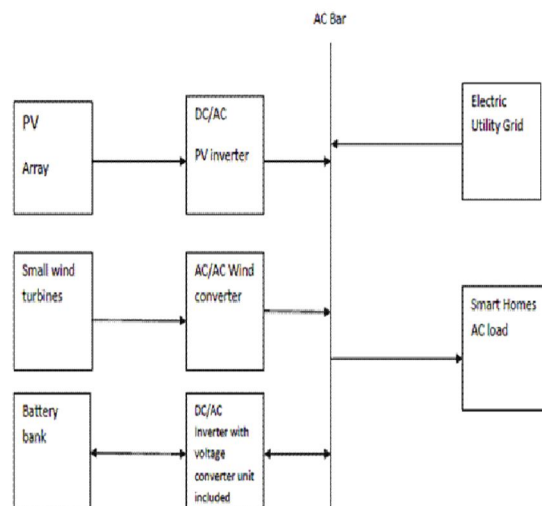 AC Bar
PV
Array
DC/AC
PV inverter
Electric
Utility Grid
Small wind
turbines
AC/AC Wind
converter
Smart Homes
AC load
Battery
bank
DC/AC
Inverter with
voltage
converter unit
included